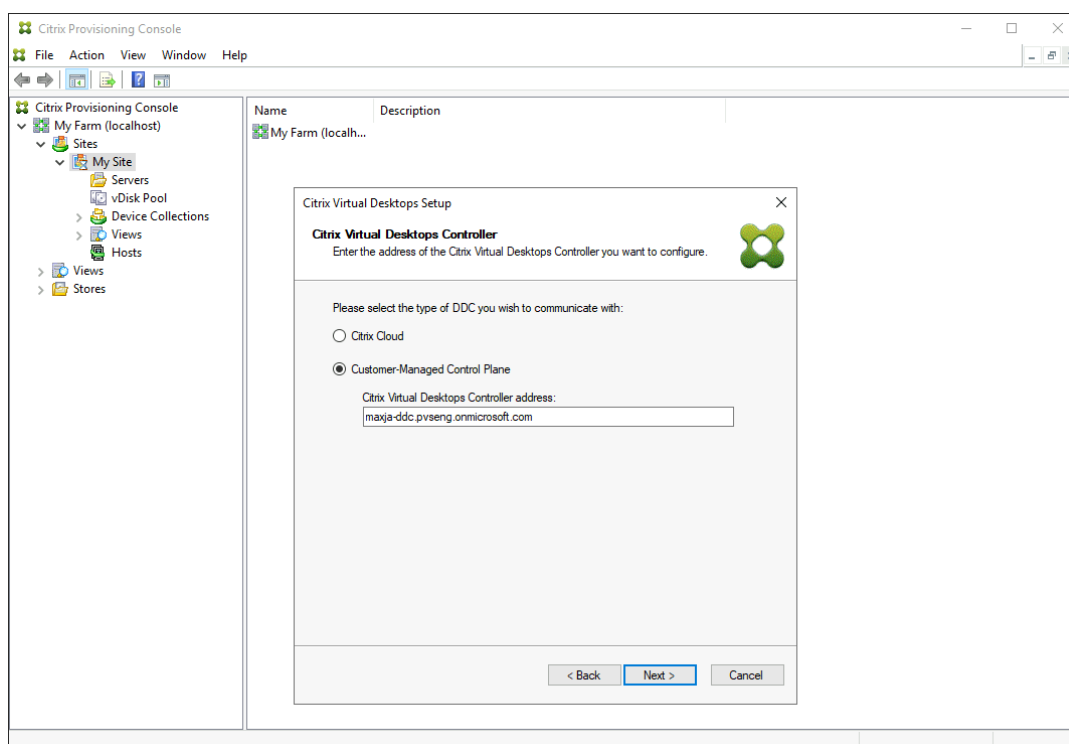 Citrix Provisioning Console
File Action View Window Help
Citrix Provisioning Console
My Farm (localhost)
Sites
My Site
Servers
vDisk Pool
Device Collections
Views
Hosts
Views
Stores
Name Description
My Farm (localh...
Citrix Virtual Desktops Setup
Citrix Virtual Desktops Controller
Enter the address of the Citrix Virtual Desktops Controller you want to configure.
Please select the type of DDC you wish to communicate with:
Citrix Cloud
Customer-Managed Control Plane
Citrix Virtual Desktops Controller address:
maxja-ddc.pvseng.onmicrosoft.com
< Back Next > Cancel